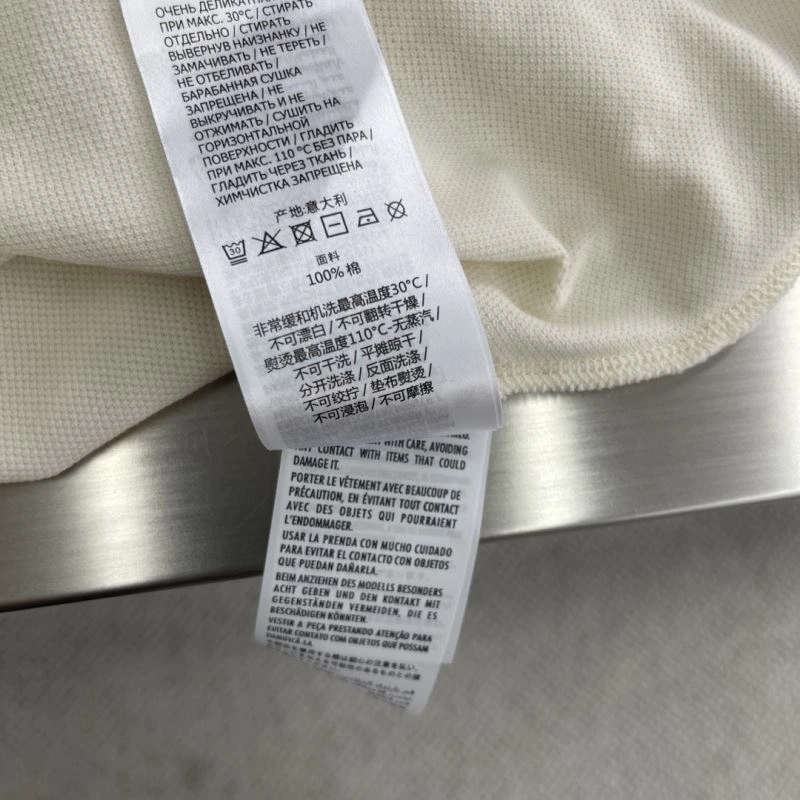 ОЧЕНЬ ДЕЛИКАТНАЯ
ПРИ МАКС. 30°C / СТИРАТЬ
ОТДЕЛЬНО / СТИРАТЬ
ВЫВЕРНУВ НАИЗНАНКУ / НЕ
ЗАМАЧИВАТЬ / НЕ ТЕРЕТЬ /
НЕ ОТБЕЛИВАТЬ /
БАРАБАННАЯ СУШКА
ЗАПРЕЩЕНА / НЕ
ВЫКРУЧИВАТЬ И НЕ
ОТЖИМАТЬ / СУШИТЬ НА
ГОРИЗОНТАЛЬНОЙ
ПОВЕРХНОСТИ / ГЛАДИТЬ
ПРИ МАКС. 110 °C БЕЗ ПАРА /
ГЛАДИТЬ ЧЕРЕЗ ТКАНЬ /
ХИМЧИСТКА ЗАПРЕЩЕНА
产地:意大利
30
面料
100% 棉
非常缓和机洗最高温度30°C /
不可漂白 / 不可翻转干燥 /
熨烫最高温度110°C-无蒸汽 /
不可干洗 / 平摊晾干 /
分开洗涤 / 反面洗涤 /
不可绞拧 / 垫布熨烫 /
不可浸泡 / 不可摩擦
WITH CARE, AVOIDING
CONTACT WITH ITEMS THAT COULD
DAMAGE IT.
PORTER LE VÊTEMENT AVEC BEAUCOUP DE
PRÉCAUTION, EN ÉVITANT TOUT CONTACT
AVEC DES OBJETS QUI POURRAIENT
L'ENDOMMAGER.
USAR LA PRENDA CON MUCHO CUIDADO
PARA EVITAR EL CONTACTO CON OBJETOS
QUE PUEDAN DAÑARLA.
BEIM ANZIEHEN DES MODELLS BESONDERS
ACHT GEBEN UND DEN KONTAKT MIT
GEGENSTÄNDEN VERMEIDEN, DIE ES
BESCHÄDIGEN KÖNNTEN.
VESTIR A PEÇA PRESTANDO ATENÇÃO PARA
EVITAR CONTATO COM OBJETOS QUE POSSAM
DANIFICÁ-LA.